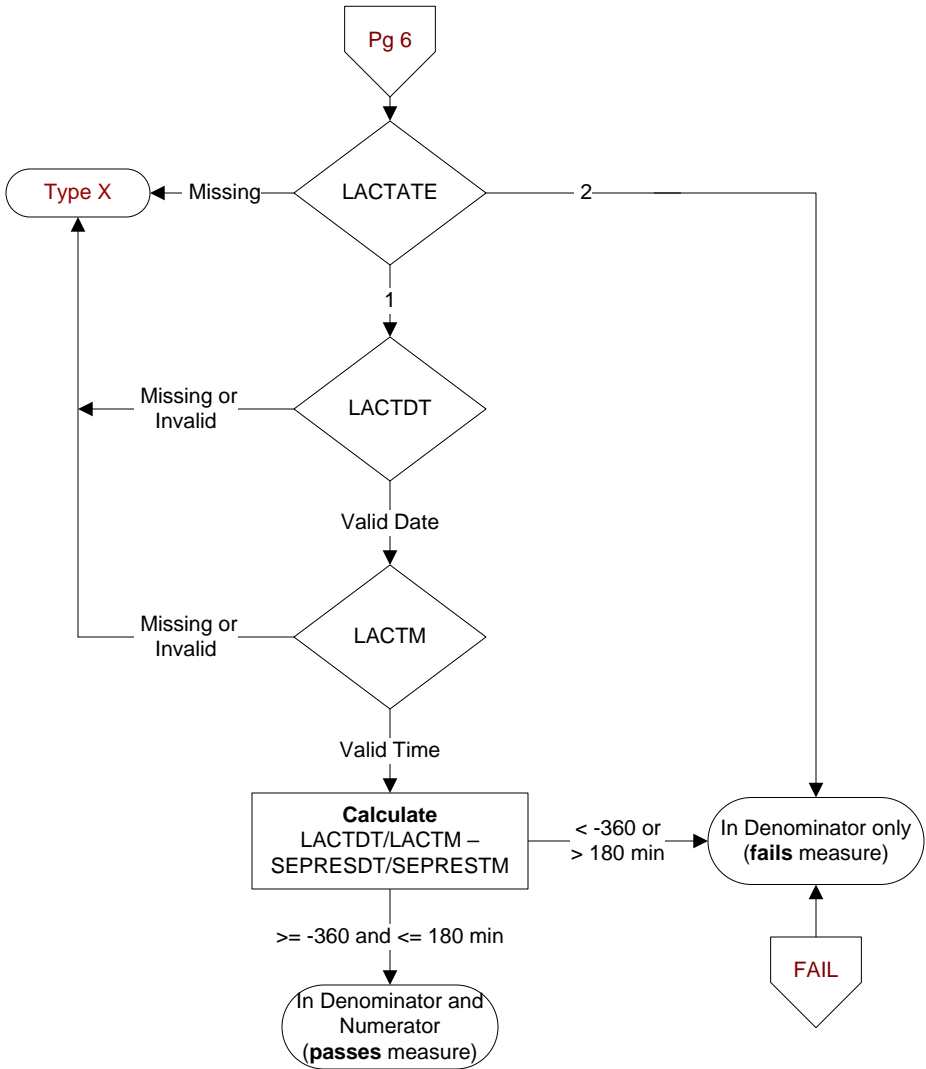 Pg 6
LACTATE
Type X
Missing
2
1
LACTDT
Missing or
Invalid
Valid Date
LACTM
Missing or
Invalid
Valid Time
Calculate
LACTDT/LACTM –
SEPRESDT/SEPRESTM
< -360 or
> 180 min
In Denominator only
(fails measure)
>= -360 and <= 180 min
FAIL
In Denominator and
Numerator
(passes measure)